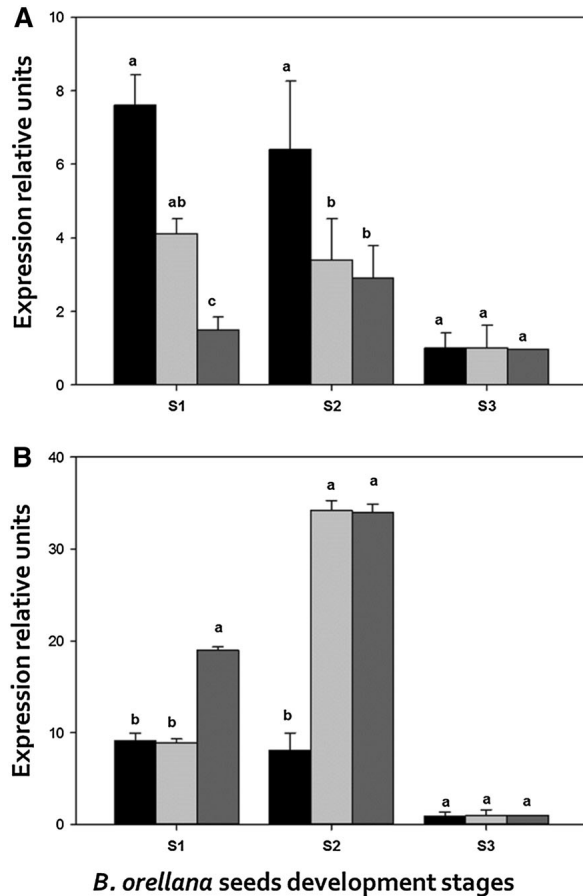 A
Expression relative units
10
8
6
4
2
0
a
ab
c
a
b
b
a
a
a
S1 S2 S3
B
Expression relative units
40
30
20
10
0
b
b
a
b
a
a
a
a
a
S1 S2 S3
B. orellana seeds development stages